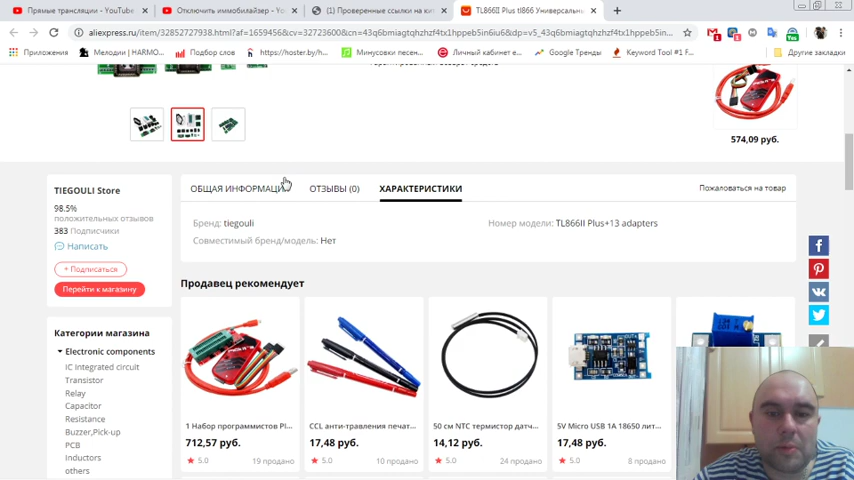 Прямые трансляции - YouTube
Отключить иммобилайзер - YouTu
(1) Проверенные ссылки на кит
TL866II Plus tl866 Универсальны
aliexpress.ru/item/32852727938.html?af=1659456&cv=32723600&cn=43q6bmiagtqhzhzf4tx1hppeb5in6iu6&dp=v5_43q6bmiagtqhzhzf4tx1hppeb5in...
Приложения
Мелодии | HARMO...
Подбор слов
https://hoster.by/h...
Минусовки песен...
Личный кабинет e...
Google Тренды
Keyword Tool #1 F...
Другие закладки
574,09 руб.
TIEGOULI Store
98.5%
положительных отзывов
383 Подписчики
Написать
+ Подписаться
Перейти к магазину
ОБЩАЯ ИНФОРМАЦИ
ОТЗЫВЫ (0)
ХАРАКТЕРИСТИКИ
Пожаловаться на товар
Бренд: tiegouli
Номер модели: TL866II Plus+13 adapters
Совместимый бренд/модель: Нет
Продавец рекомендует
Категории магазина
Electronic components
IC Integrated circuit
Transistor
Relay
Capacitor
Resistance
Buzzer,Pick-up
PCB
Inductors
others
1 Набор программистов PI...
712,57 руб.
5.0
19 продано
CCL анти-травления печат...
17,48 руб.
5.0
10 продано
50 см NTC термистор датч...
14,12 руб.
5.0
24 продано
5V Micro USB 1A 18650 лит...
17,48 руб.
5.0
8 продано